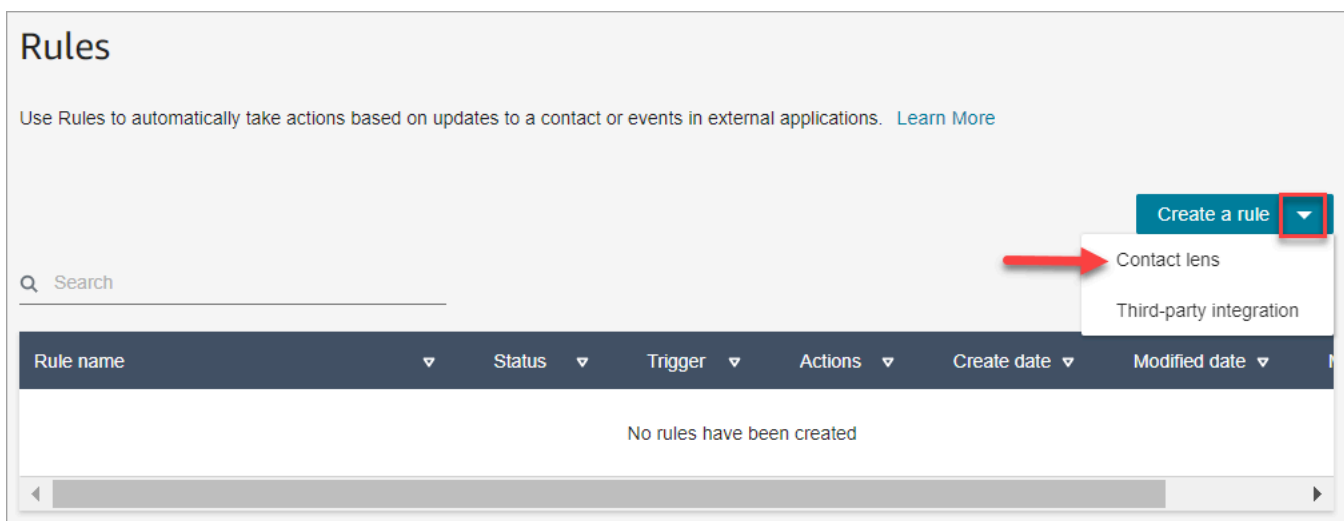 Rules
Use Rules to automatically take actions based on updates to a contact or events in external applications. Learn More
Create a rule
Contact lens
Search
Third-party integration
Rule name Status Trigger Actions Create date Modified date
No rules have been created